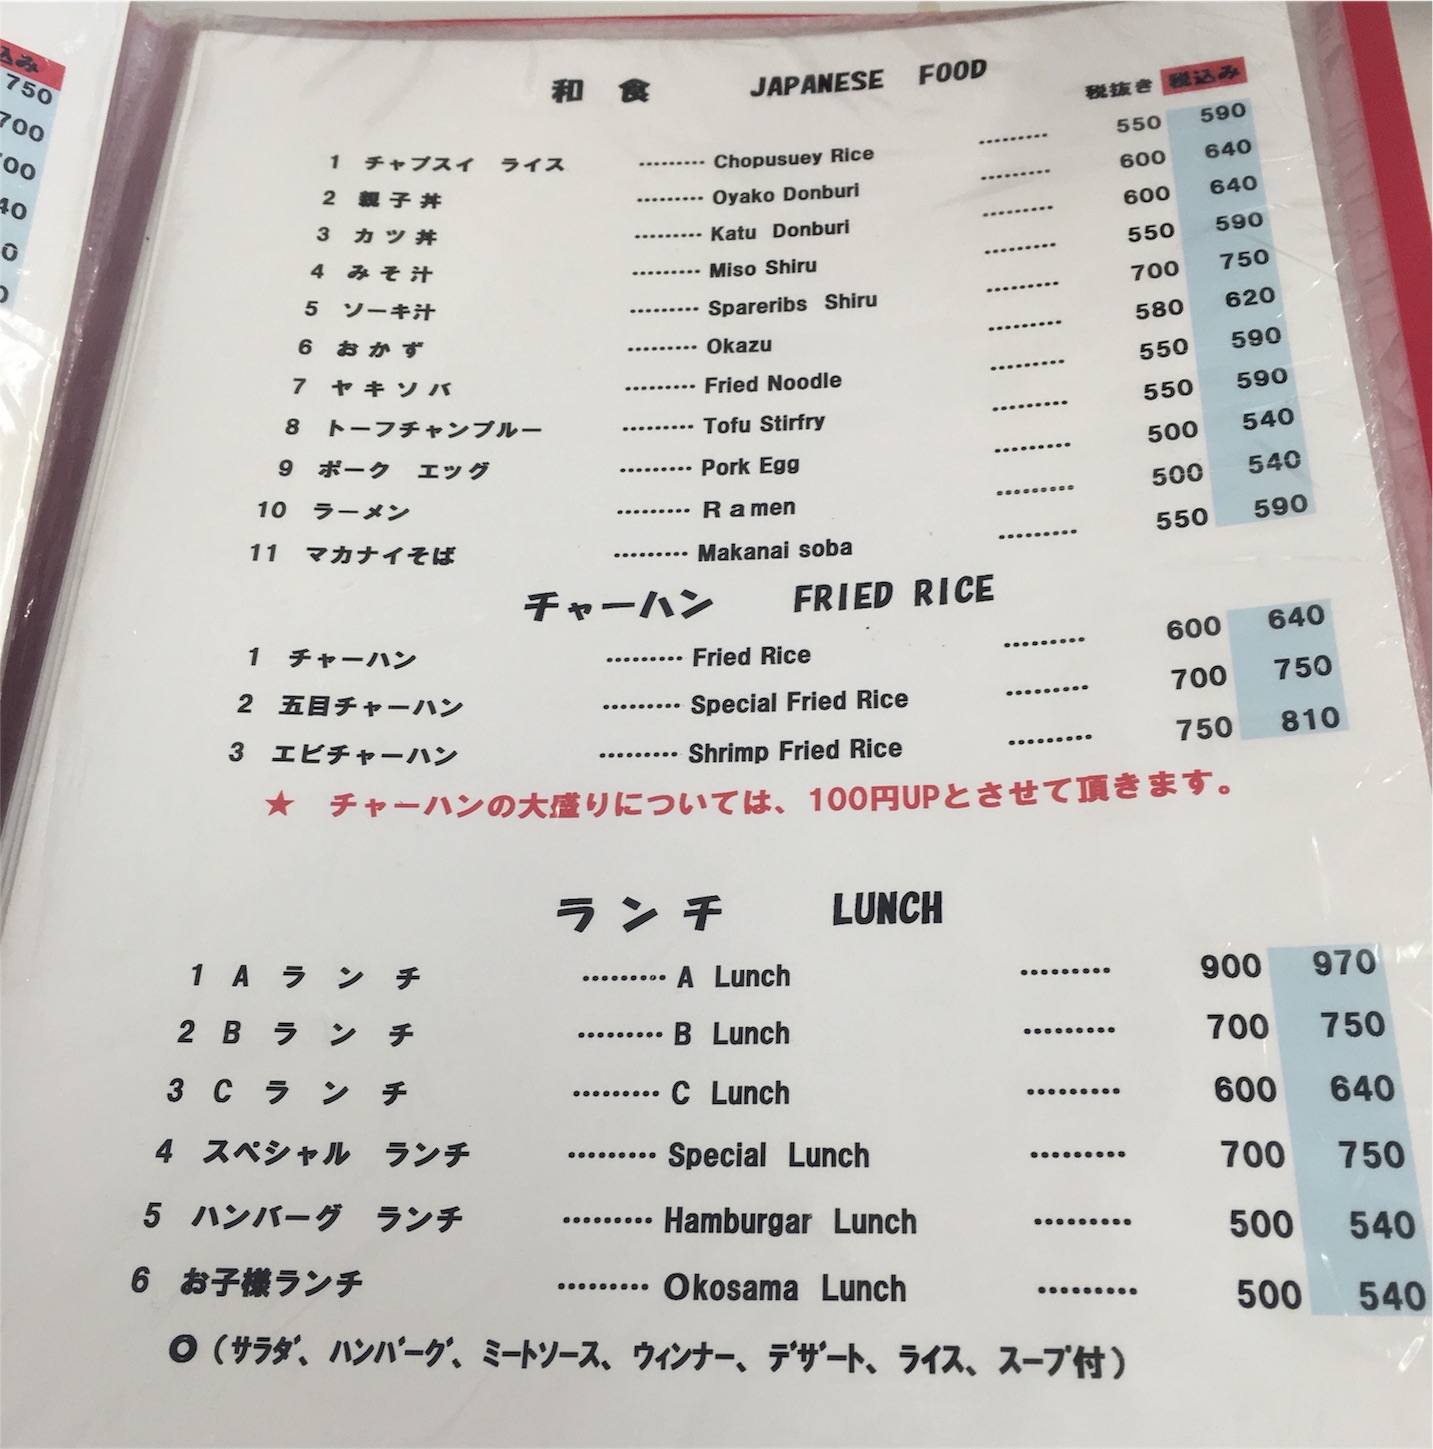 込み
750
700
700
40
0
0
和 食 JAPANESE FOOD
税抜き 税込み
1 チャプスイ ライス ········· Chopusuey Rice ········· 550 590
2 親子丼 ········· Oyako Donburi ········· 600 640
3 カツ丼 ········· Katu Donburi ········· 600 640
4 みそ汁 ········· Miso Shiru ········· 550 590
5 ソーキ汁 ········· Spareribs Shiru ········· 700 750
6 おかず ········· Okazu ········· 580 620
7 ヤキソバ ········· Fried Noodle ········· 550 590
8 トーフチャンプルー ········· Tofu Stirfry ········· 550 590
9 ポーク エッグ ········· Pork Egg ········· 500 540
10 ラーメン ········· Ramen ········· 500 540
11 マカナイそば ········· Makanai soba ········· 550 590
チャーハン FRIED RICE
1 チャーハン ········· Fried Rice ········· 600 640
2 五目チャーハン ········· Special Fried Rice ········· 700 750
3 エビチャーハン ········· Shrimp Fried Rice ········· 750 810
★ チャーハンの大盛りについては、100円UPとさせて頂きます。
ランチ LUNCH
1 Aランチ ········· A Lunch ········· 900 970
2 Bランチ ········· B Lunch ········· 700 750
3 Cランチ ········· C Lunch ········· 600 640
4 スペシャル ランチ ········· Special Lunch ········· 700 750
5 ハンバーグ ランチ ········· Hamburgar Lunch ········· 500 540
6 お子様ランチ ········· Okosama Lunch ········· 500 540
O（サラダ、ハンバーグ、ミートソース、ウィンナー、デザート、ライス、スープ付）